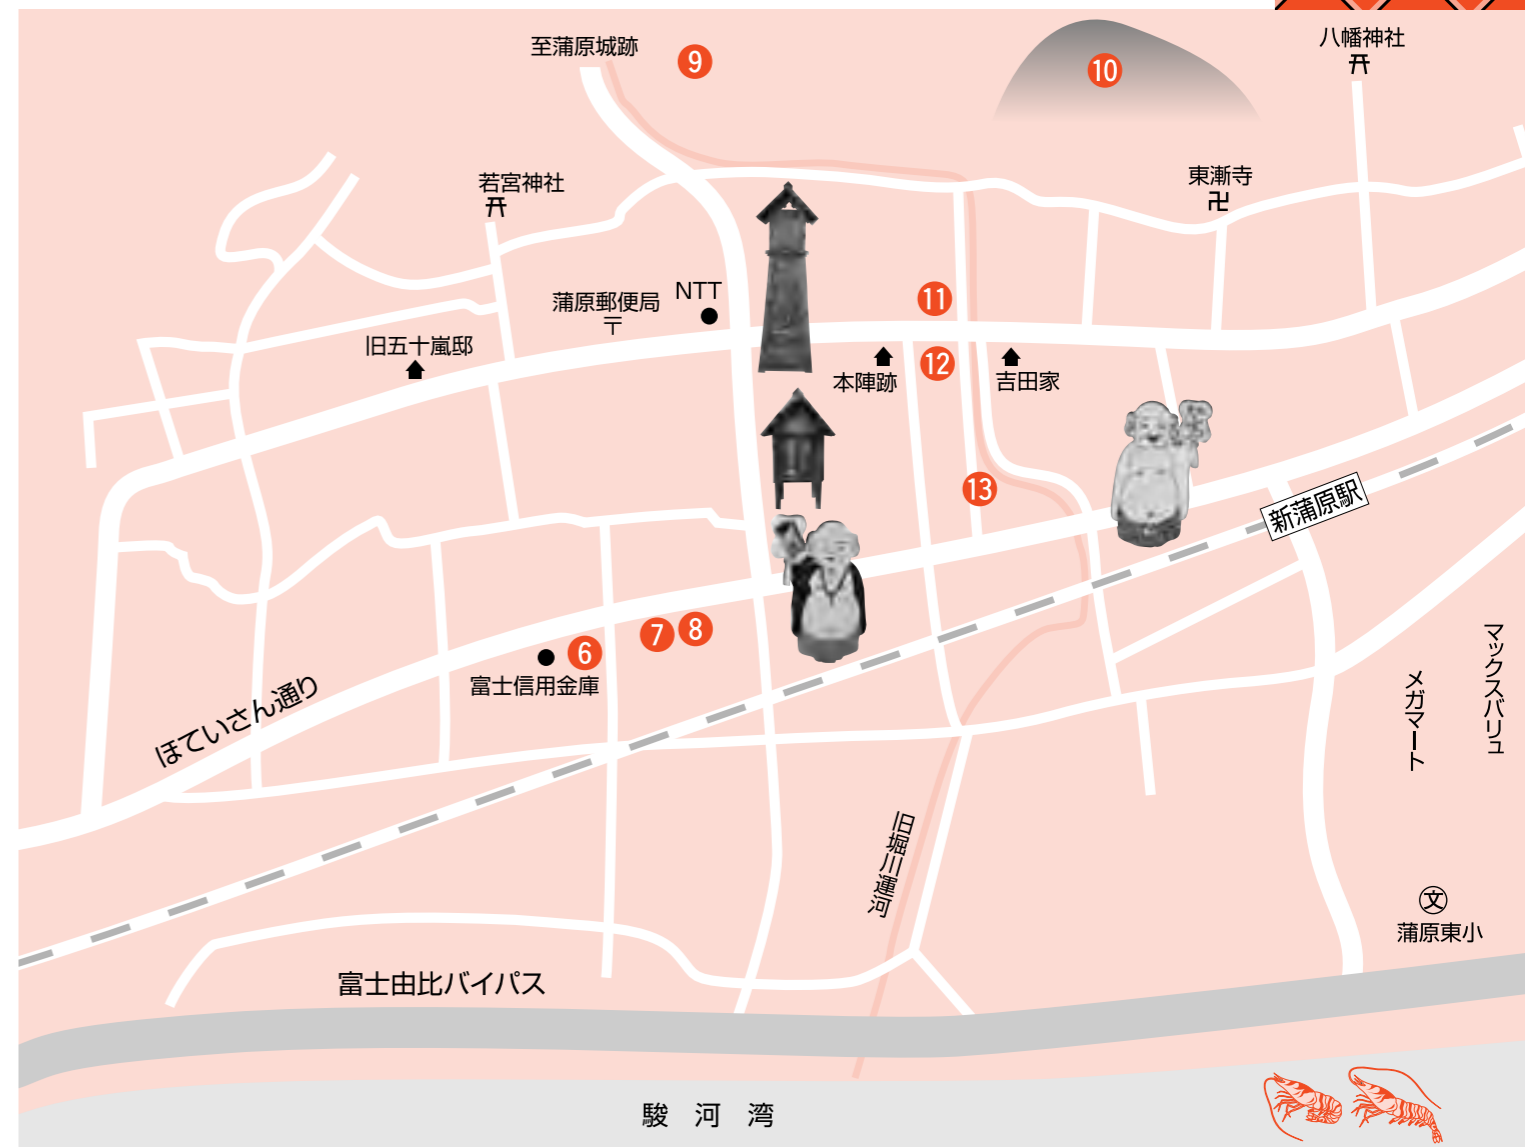 至蒲原城跡
9
10
八幡神社
若宮神社
東漸寺
卍
蒲原郵便局
〒
NTT
11
旧五十嵐邸
12
本陣跡
吉田家
13
新蒲原駅
6
7
8
富士信用金庫
ほていさん通り
マックスバリュ
メガマート
旧堀川運河
文
蒲原東小
富士由比バイパス
駿河湾